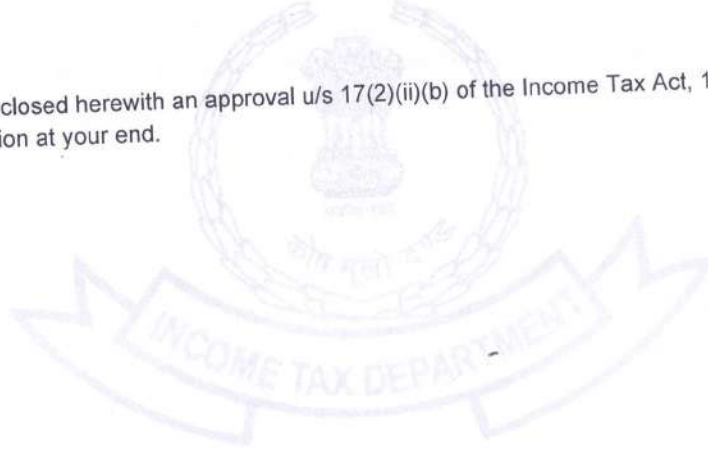 closed herewith an approval u/s 17(2)(ii)(b) of the Income Tax Act, 1
ion at your end.
कोष मूलो दण्डः
INCOME TAX DEPARTMENT